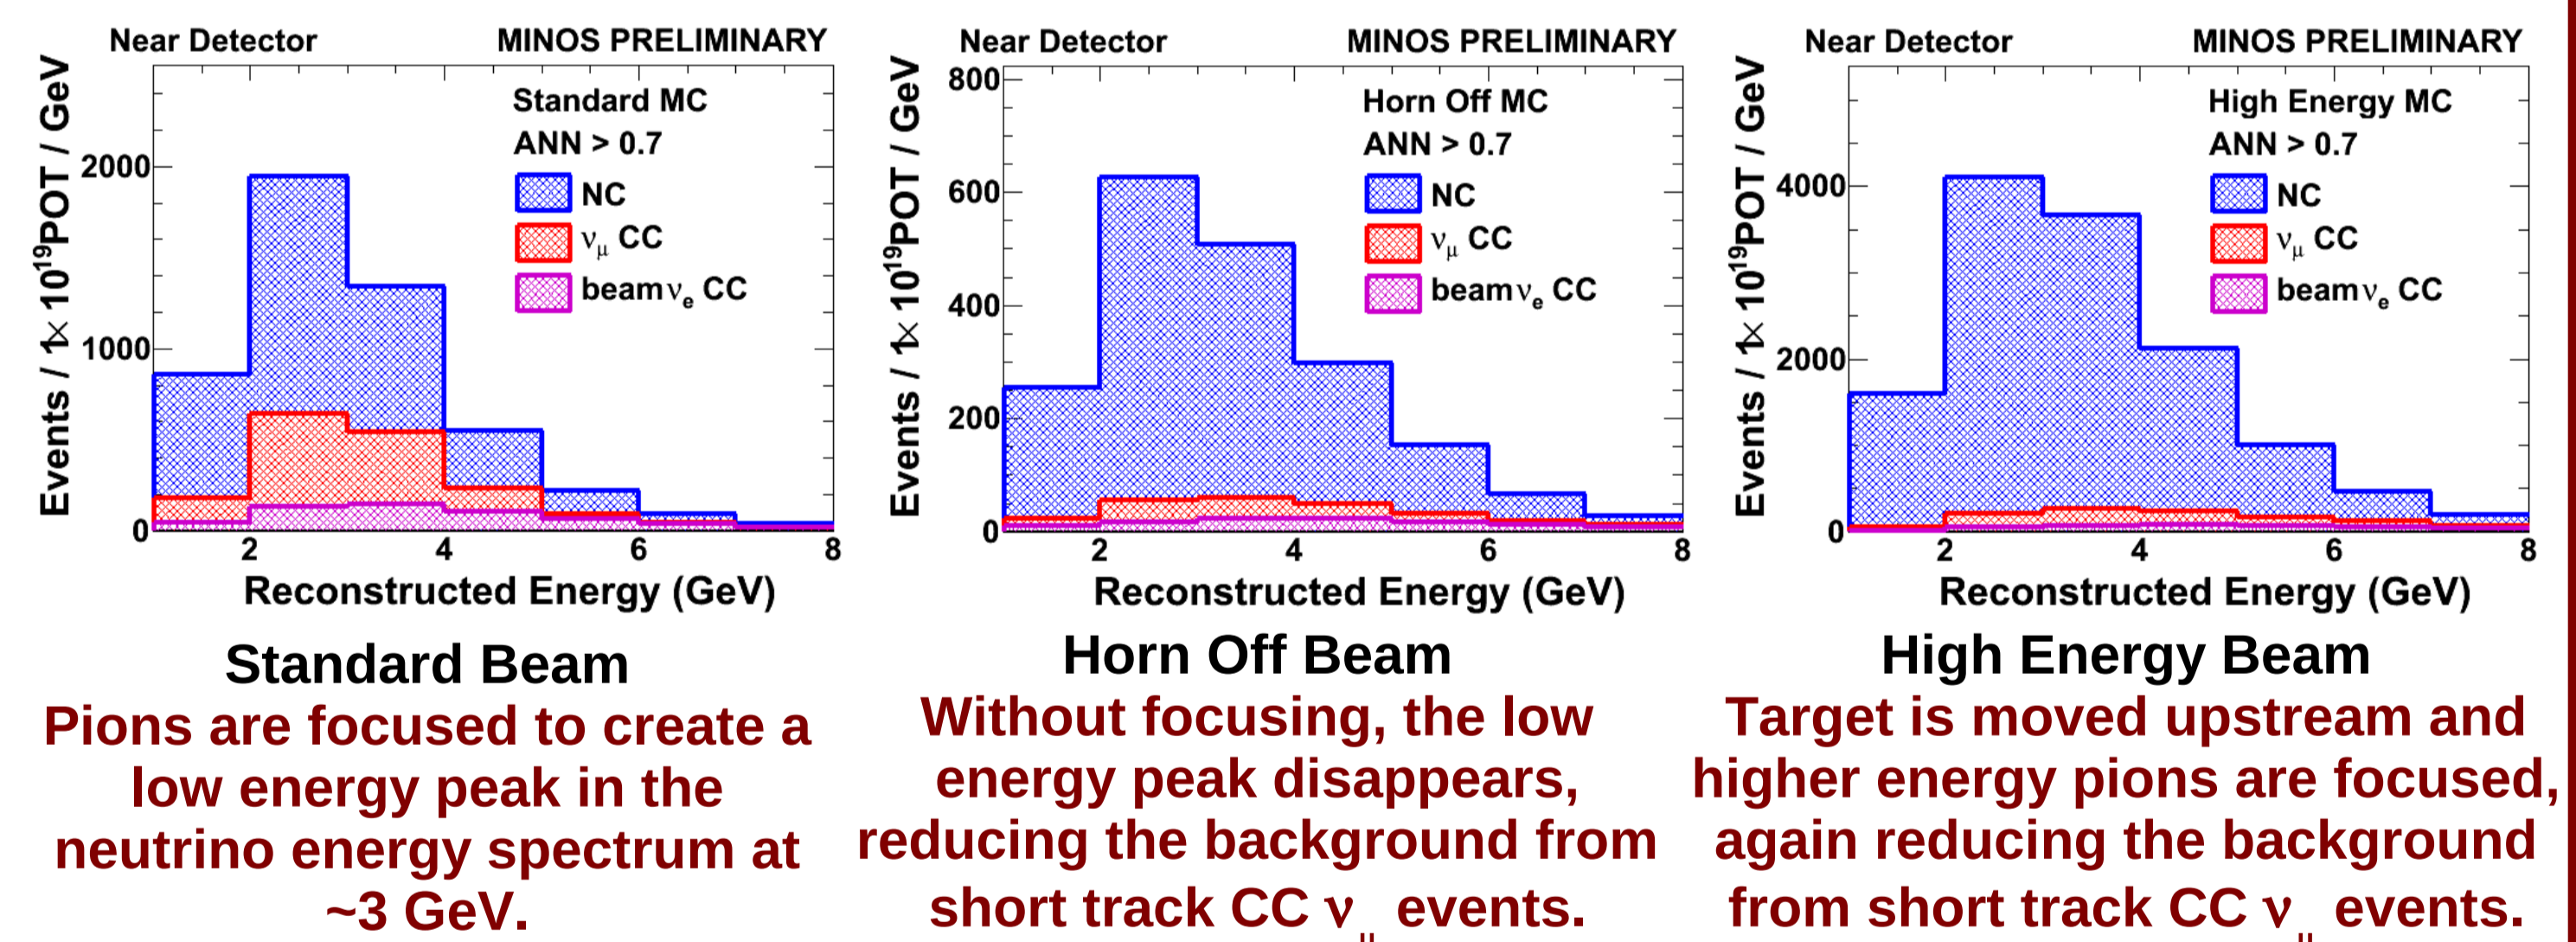 Near Detector MINOS PRELIMINARY
Events / 1× 10¹⁹POT / GeV
2000
1000
0
Standard MC
ANN > 0.7
NC
νμ CC
beam νe CC
2 4 6 8
Reconstructed Energy (GeV)
Standard Beam
Pions are focused to create a
low energy peak in the
neutrino energy spectrum at
~3 GeV.
Near Detector MINOS PRELIMINARY
Events / 1× 10¹⁹POT / GeV
800
600
400
200
0
Horn Off MC
ANN > 0.7
NC
νμ CC
beam νe CC
2 4 6 8
Reconstructed Energy (GeV)
Horn Off Beam
Without focusing, the low
energy peak disappears,
reducing the background from
short track CC νμ events.
Near Detector MINOS PRELIMINARY
Events / 1× 10¹⁹POT / GeV
4000
2000
0
High Energy MC
ANN > 0.7
NC
νμ CC
beam νe CC
2 4 6 8
Reconstructed Energy (GeV)
High Energy Beam
Target is moved upstream and
higher energy pions are focused,
again reducing the background
from short track CC νμ events.